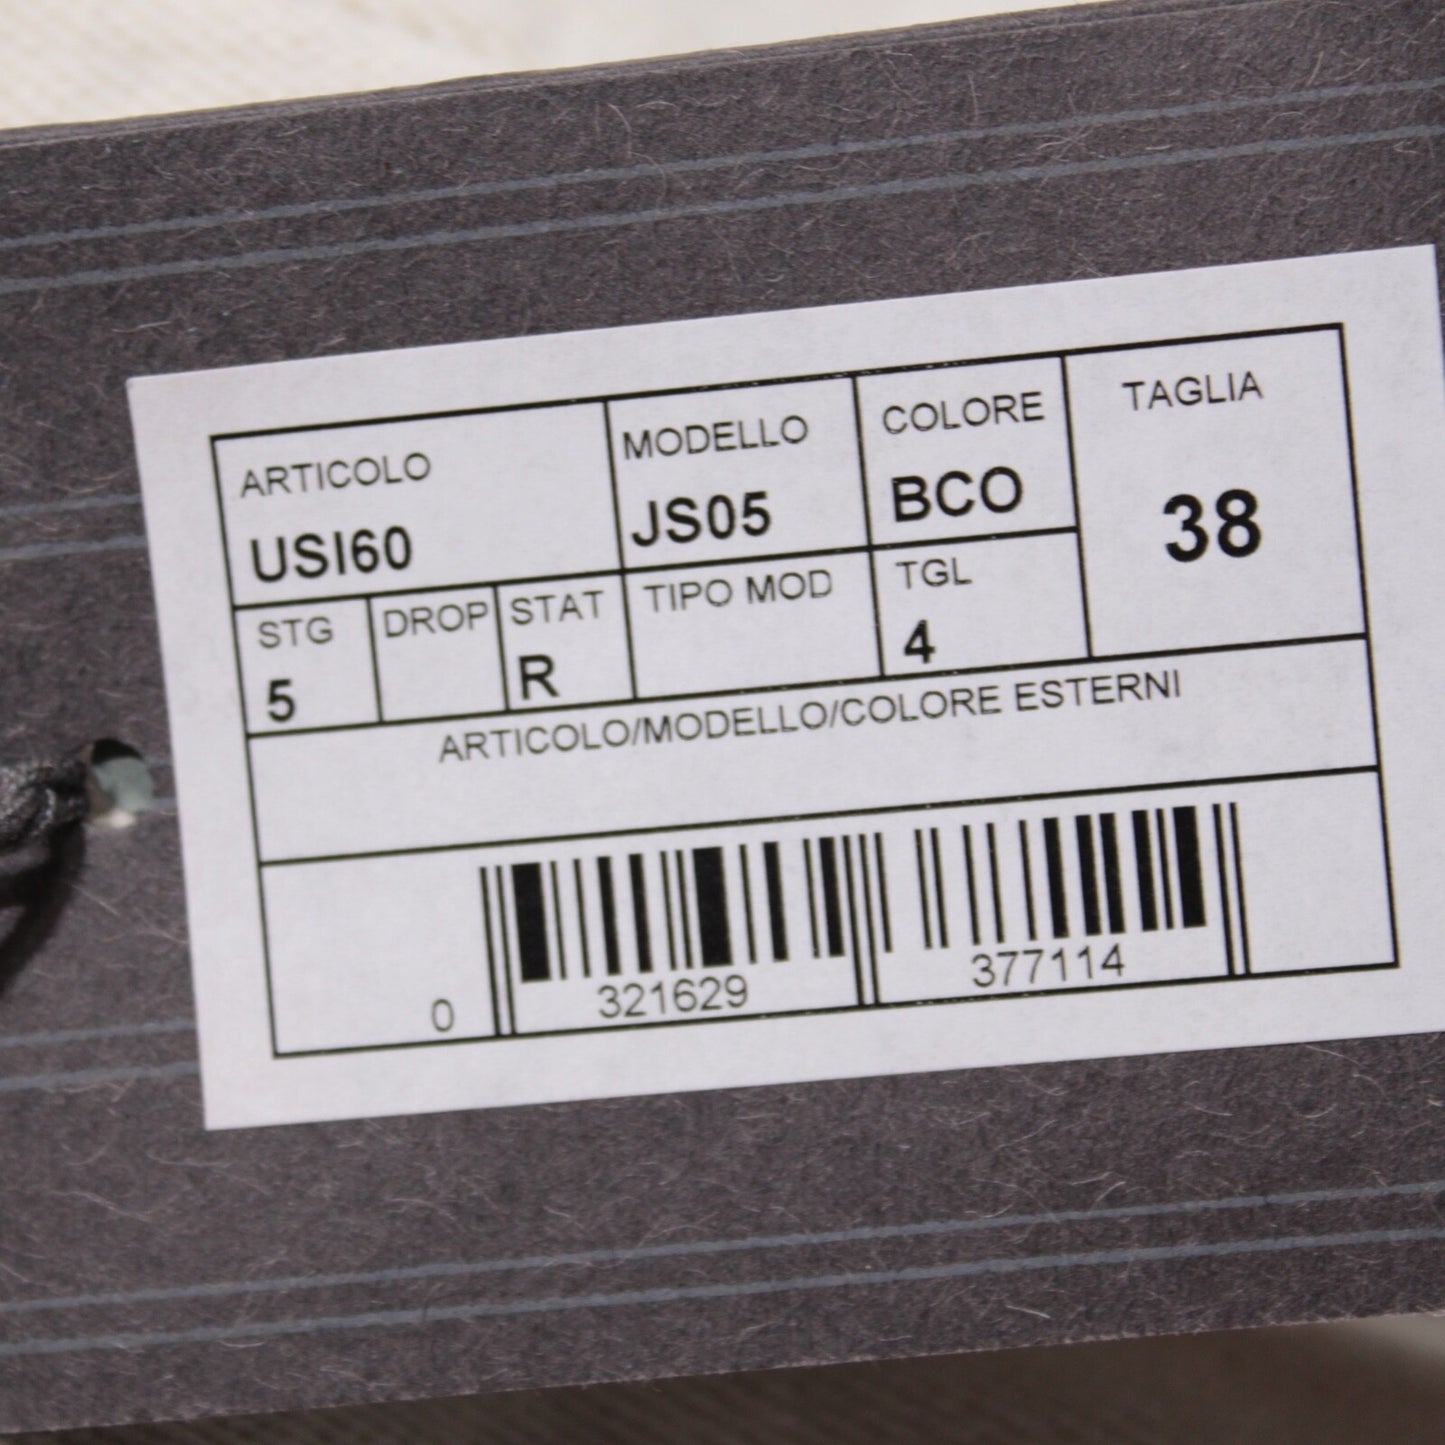 ARTICOLO MODELLO COLORE TAGLIA
USI60 JS05 BCO 38
STG DROP STAT TIPO MOD TGL
5 R 4
ARTICOLO/MODELLO/COLORE ESTERNI
0 321629 377114